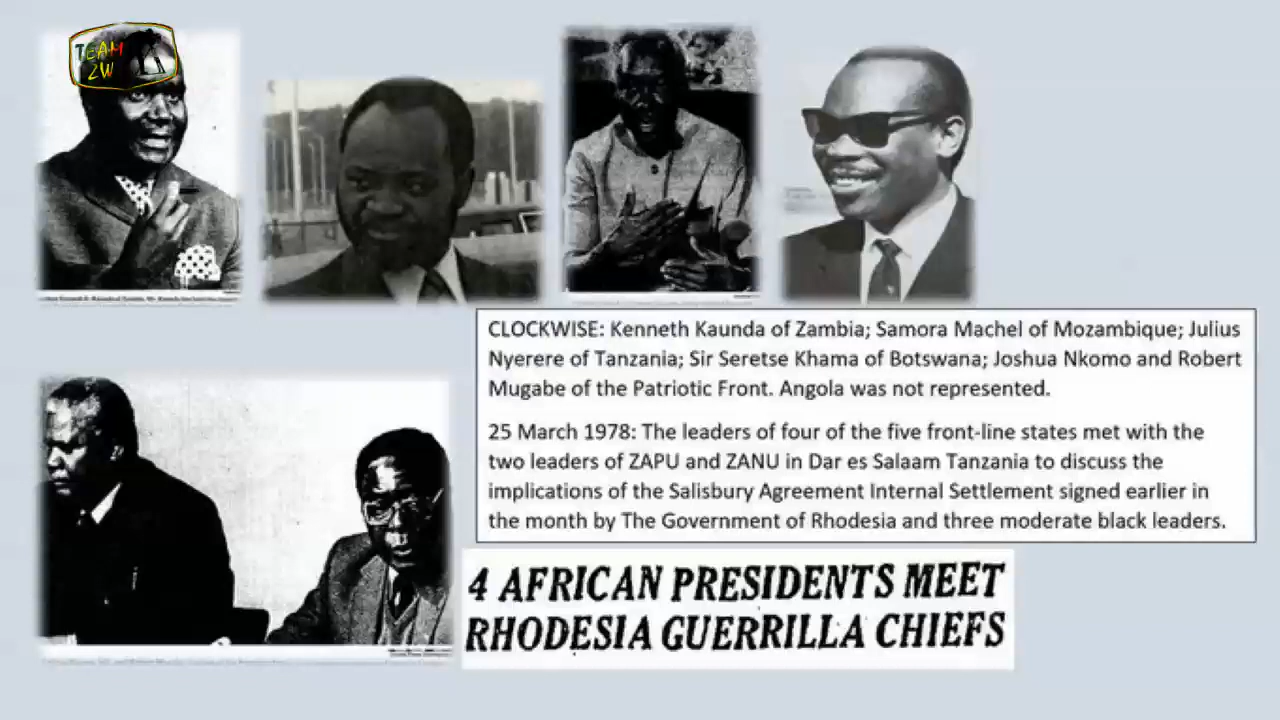 TEAM
ZW
CLOCKWISE: Kenneth Kaunda of Zambia; Samora Machel of Mozambique; Julius
Nyerere of Tanzania; Sir Seretse Khama of Botswana; Joshua Nkomo and Robert
Mugabe of the Patriotic Front. Angola was not represented.
25 March 1978: The leaders of four of the five front-line states met with the
two leaders of ZAPU and ZANU in Dar es Salaam Tanzania to discuss the
implications of the Salisbury Agreement Internal Settlement signed earlier in
the month by The Government of Rhodesia and three moderate black leaders.
4 AFRICAN PRESIDENTS MEET
RHODESIA GUERRILLA CHIEFS